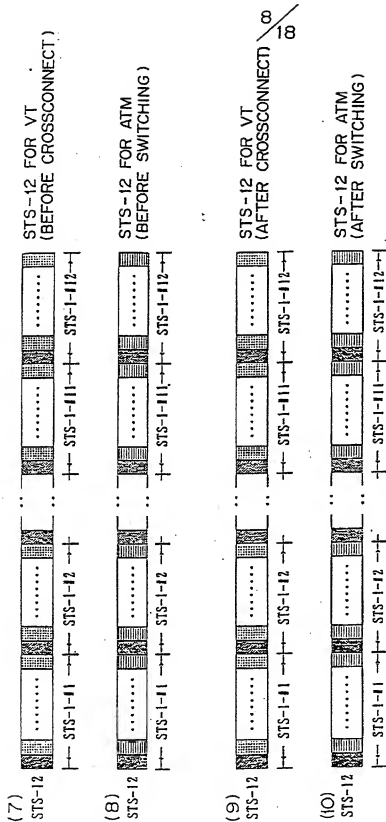 8/18
(7)
STS-12
STS-1-#1
STS-1-#2
STS-1-#11
STS-1-#12
STS-12 FOR VT
(BEFORE CROSSCONNECT)
(8)
STS-12
STS-1-#1
STS-1-#2
STS-1-#11
STS-1-#12
STS-12 FOR ATM
(BEFORE SWITCHING)
(9)
STS-12
STS-1-#1
STS-1-#2
STS-1-#11
STS-1-#12
STS-12 FOR VT
(AFTER CROSSCONNECT)
(10)
STS-12
STS-1-#1
STS-1-#2
STS-1-#11
STS-1-#12
STS-12 FOR ATM
(AFTER SWITCHING)